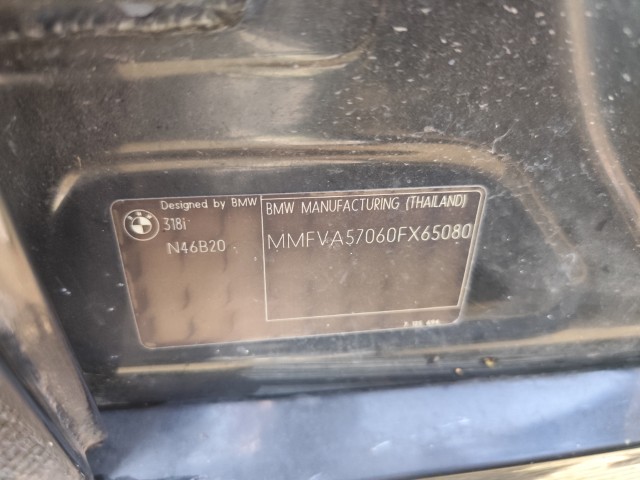 Designed by BMW
318i
N46B20
BMW MANUFACTURING (THAILAND)
MMFVA57060FX65080